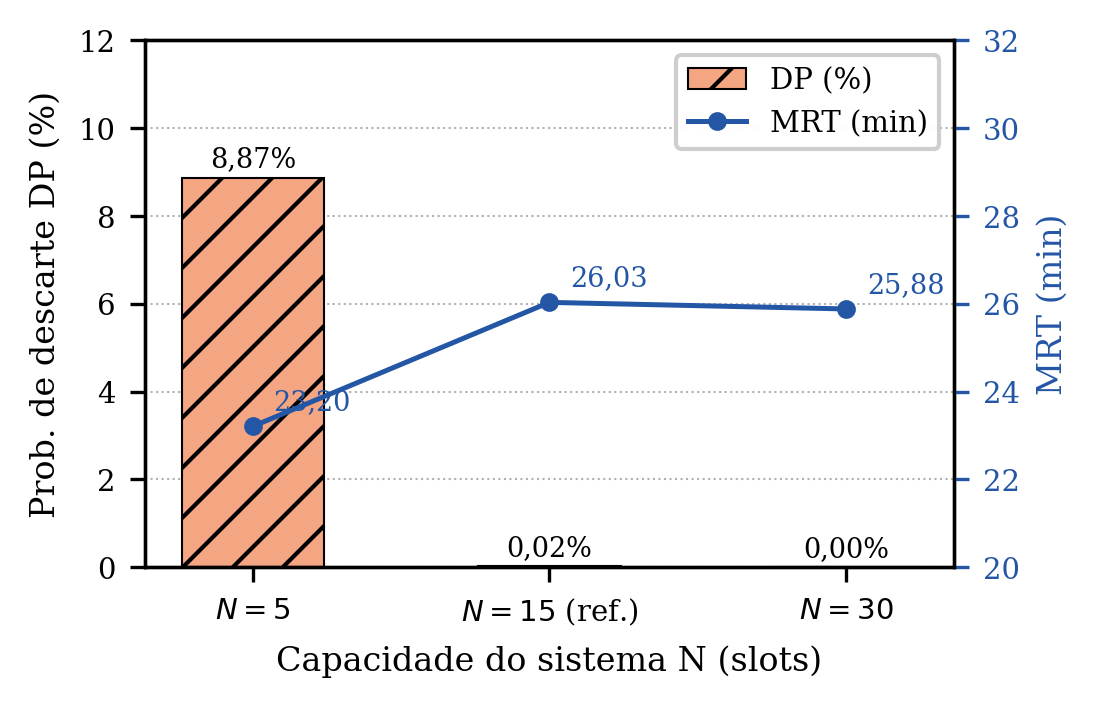 12
10
8
6
4
2
0
Prob. de descarte DP (%)
32
30
28
26
24
22
20
MRT (min)
DP (%)
MRT (min)
8,87%
26,03
25,88
23,20
0,02%
0,00%
N = 5
N = 15 (ref.)
N = 30
Capacidade do sistema N (slots)